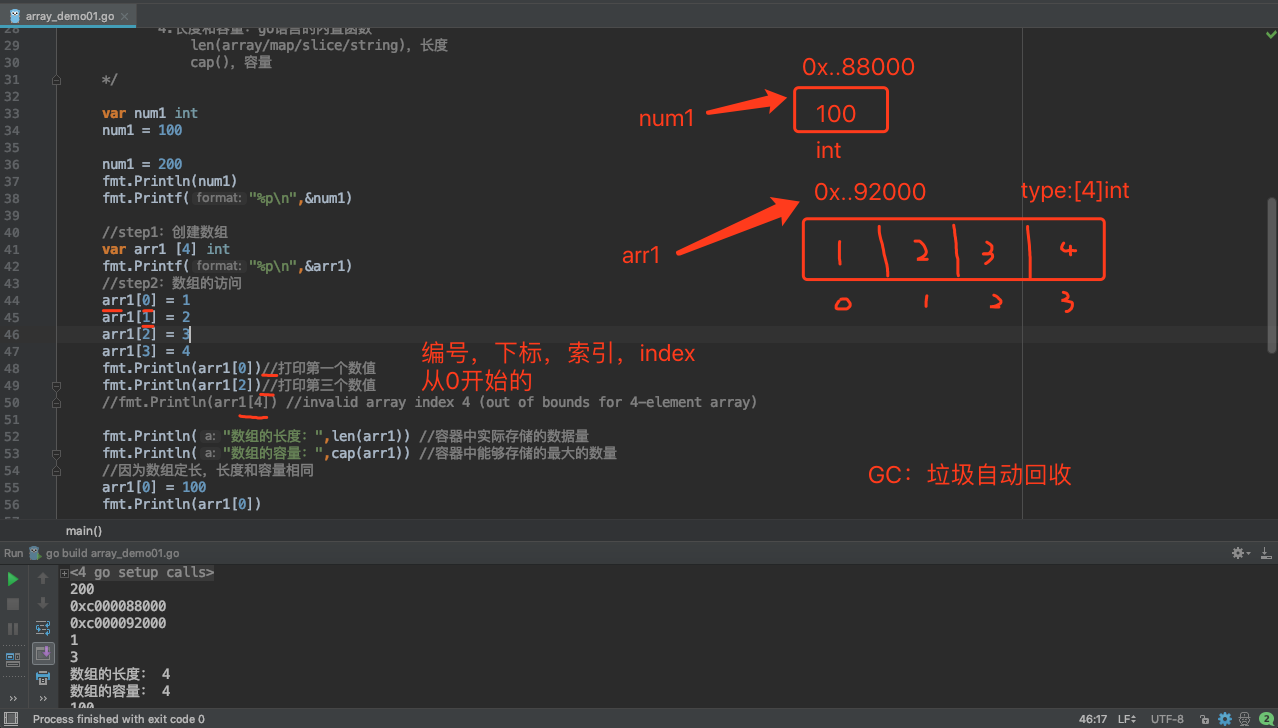 array_demo01.go
28 4.长度和容量：go语言的内置函数
29 len(array/map/slice/string)，长度
30 cap()，容量
31 */
32
33 var num1 int
34 num1 = 100
35
36 num1 = 200
37 fmt.Println(num1)
38 fmt.Printf( format: "%p\n",&num1)
39
40 //step1：创建数组
41 var arr1 [4] int
42 fmt.Printf( format: "%p\n",&arr1)
43 //step2：数组的访问
44 arr1[0] = 1
45 arr1[1] = 2
46 arr1[2] = 3
47 arr1[3] = 4
48 fmt.Println(arr1[0])//打印第一个数值
49 fmt.Println(arr1[2])//打印第三个数值
50 //fmt.Println(arr1[4]) //invalid array index 4 (out of bounds for 4-element array)
51
52 fmt.Println( a: "数组的长度：",len(arr1)) //容器中实际存储的数据量
53 fmt.Println( a: "数组的容量：",cap(arr1)) //容器中能够存储的最大的数量
54 //因为数组定长，长度和容量相同
55 arr1[0] = 100
56 fmt.Println(arr1[0])
0x..88000
num1
100
int
0x..92000
type:[4]int
arr1
1 2 3 4
0 1 2 3
编号，下标，索引，index
从0开始的
GC：垃圾自动回收
main()
Run go build array_demo01.go
<4 go setup calls>
200
0xc000088000
0xc000092000
1
3
数组的长度： 4
数组的容量： 4
100
Process finished with exit code 0
46:17 LF UTF-8 2